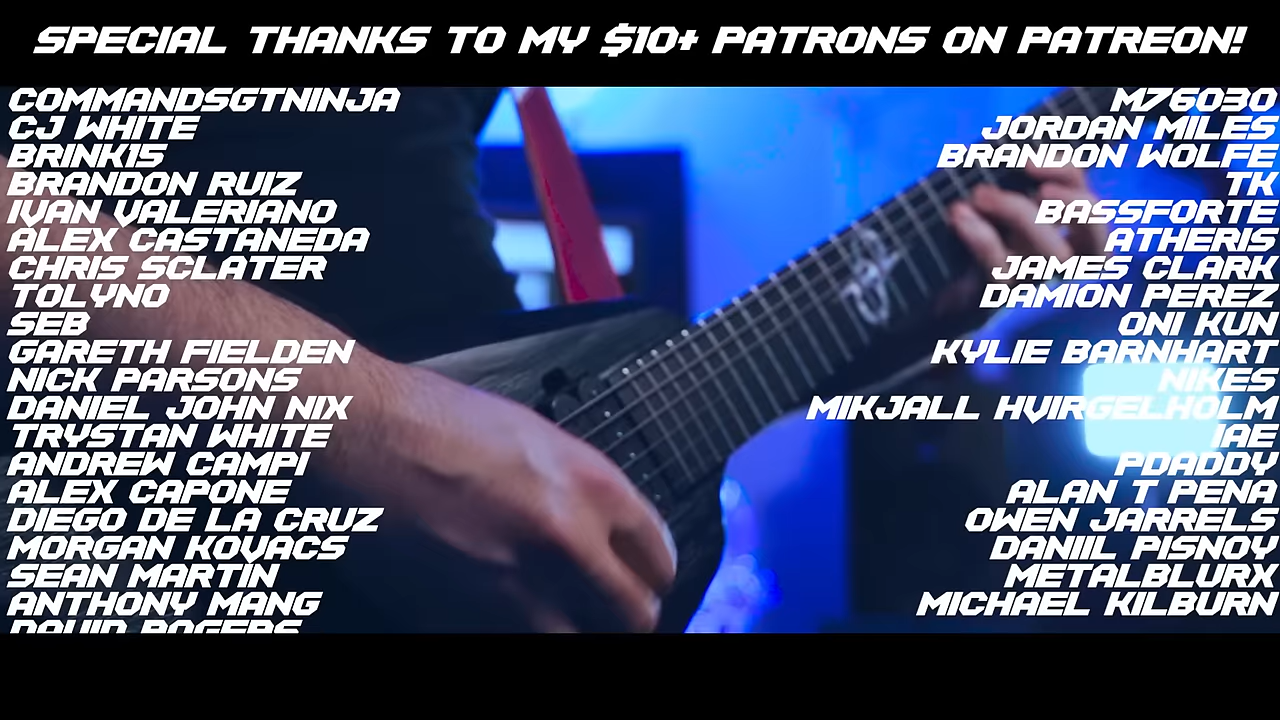 SPECIAL THANKS TO MY $10+ PATRONS ON PATREON!
COMMANDSGTNINJA
CJ WHITE
BRINK15
BRANDON RUIZ
IVAN VALERIANO
ALEX CASTANEDA
CHRIS SCLATER
TOLYNO
SEB
GARETH FIELDEN
NICK PARSONS
DANIEL JOHN NIX
TRYSTAN WHITE
ANDREW CAMPI
ALEX CAPONE
DIEGO DE LA CRUZ
MORGAN KOVACS
SEAN MARTIN
ANTHONY MANG
DAVID ROGERS
M76030
JORDAN MILES
BRANDON WOLFE
TK
BASSFORTE
ATHERIS
JAMES CLARK
DAMION PEREZ
ONI KUN
KYLIE BARNHART
NIKES
MIKJALL HVIRGELHOLM
IAE
PDADDY
ALAN T PENA
OWEN JARRELS
DANIIL PISNOY
METALBLURX
MICHAEL KILBURN